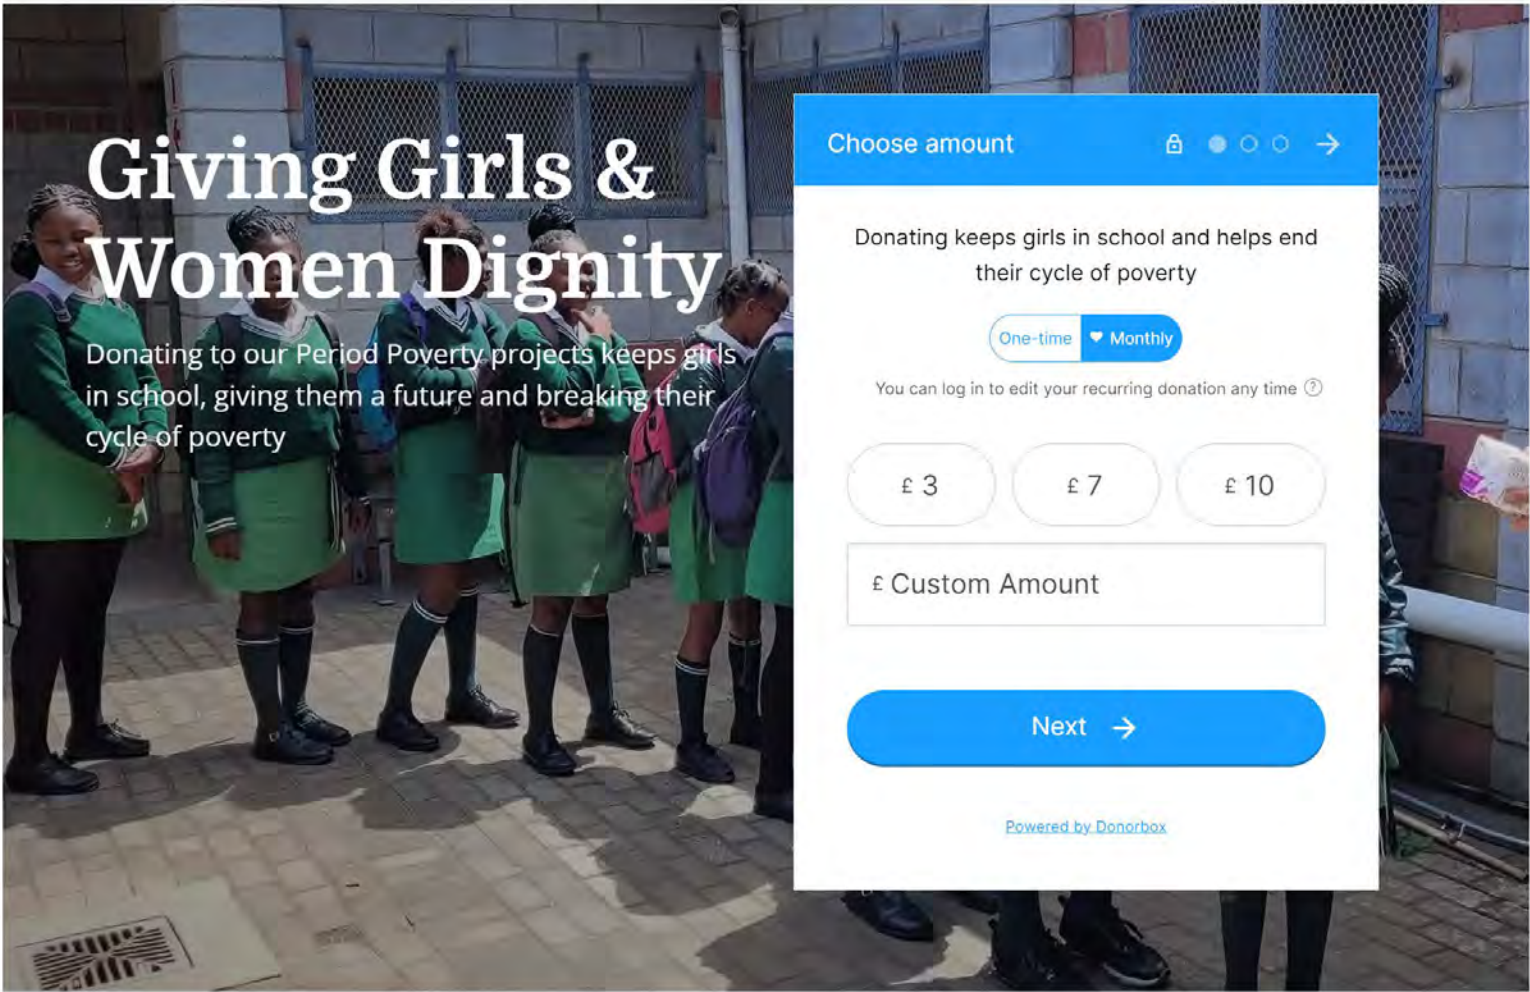 Giving Girls &
Women Dignity
Donating to our Period Poverty projects keeps girls
in school, giving them a future and breaking their
cycle of poverty
Choose amount
Donating keeps girls in school and helps end
their cycle of poverty
One-time Monthly
You can log in to edit your recurring donation any time ?
£ 3 £ 7 £ 10
£ Custom Amount
Next
Powered by Donorbox